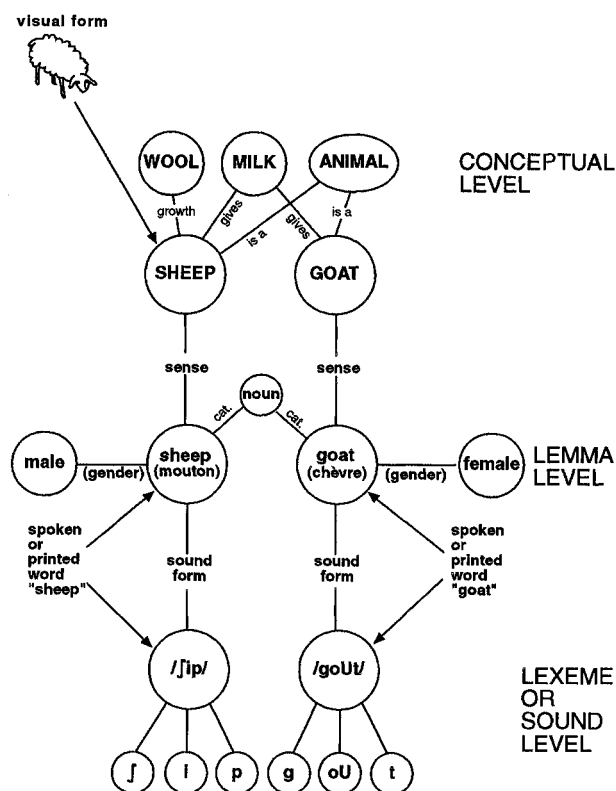 visual form
WOOL MILK ANIMAL
CONCEPTUAL
LEVEL
growth gives is a gives is a
SHEEP GOAT
sense sense
noun
cat. cat.
male (gender) sheep
(mouton)
goat
(chèvre)
(gender) female
LEMMA
LEVEL
spoken
or
printed
word
"sheep"
sound
form
sound
form
spoken
or
printed
word
"goat"
/ʃip/ /goUt/
LEXEME
OR
SOUND
LEVEL
ʃ i p g oU t